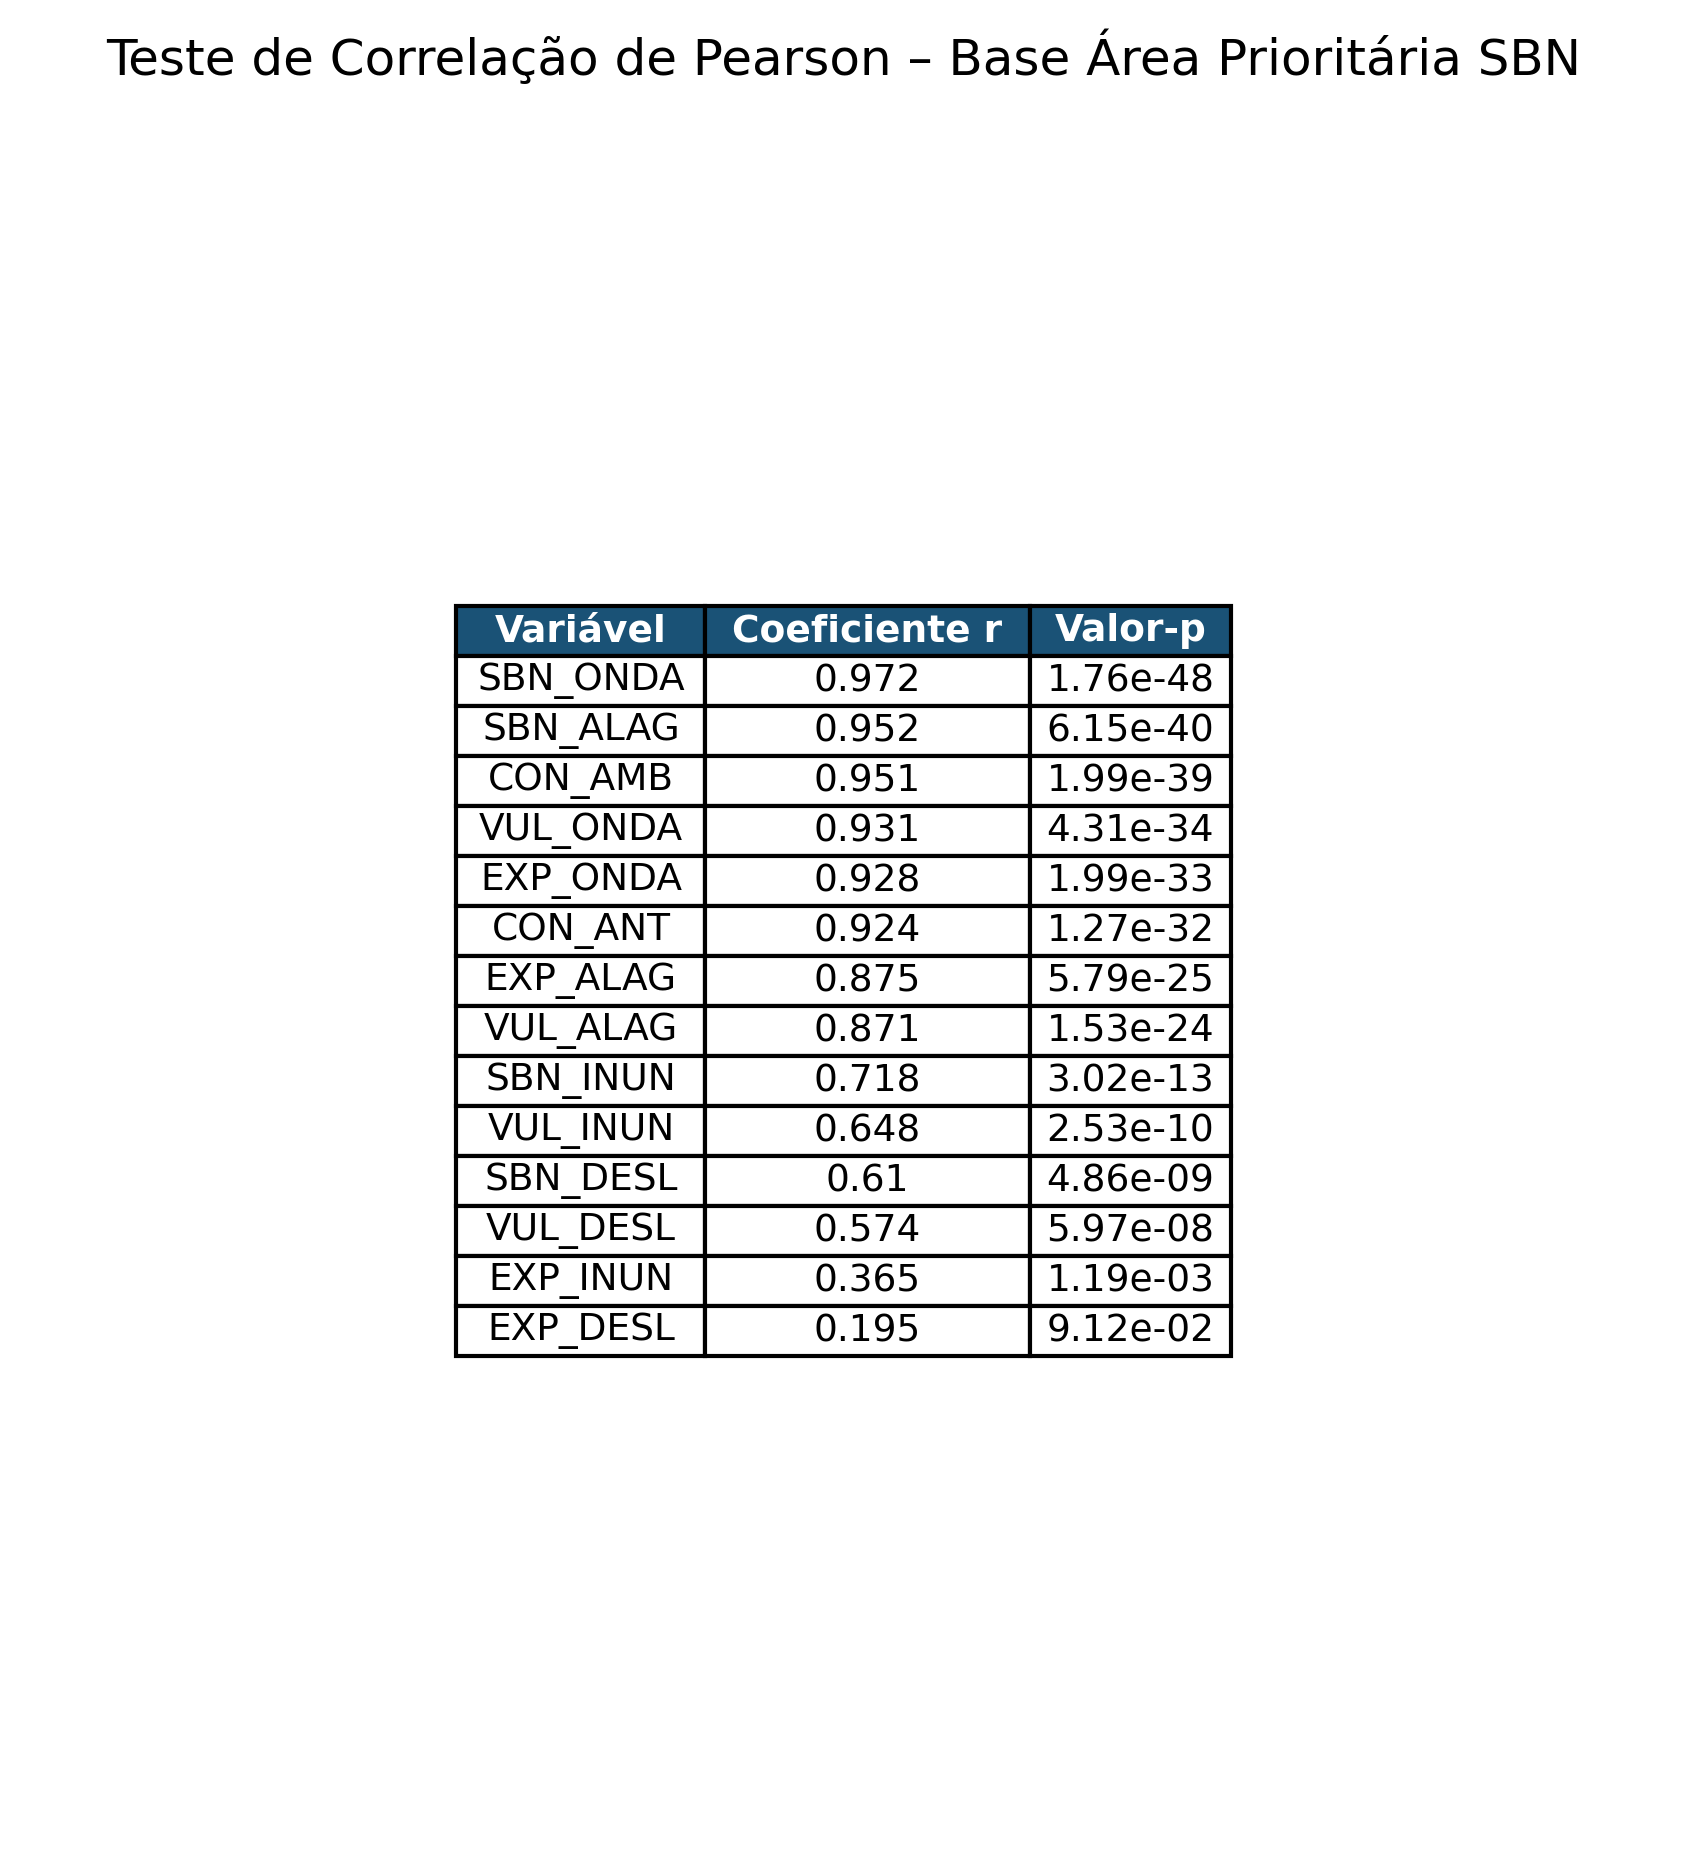 Teste de Correlação de Pearson – Base Área Prioritária SBN
Variável Coeficiente r Valor-p
SBN_ONDA 0.972 1.76e-48
SBN_ALAG 0.952 6.15e-40
CON_AMB 0.951 1.99e-39
VUL_ONDA 0.931 4.31e-34
EXP_ONDA 0.928 1.99e-33
CON_ANT 0.924 1.27e-32
EXP_ALAG 0.875 5.79e-25
VUL_ALAG 0.871 1.53e-24
SBN_INUN 0.718 3.02e-13
VUL_INUN 0.648 2.53e-10
SBN_DESL 0.61 4.86e-09
VUL_DESL 0.574 5.97e-08
EXP_INUN 0.365 1.19e-03
EXP_DESL 0.195 9.12e-02